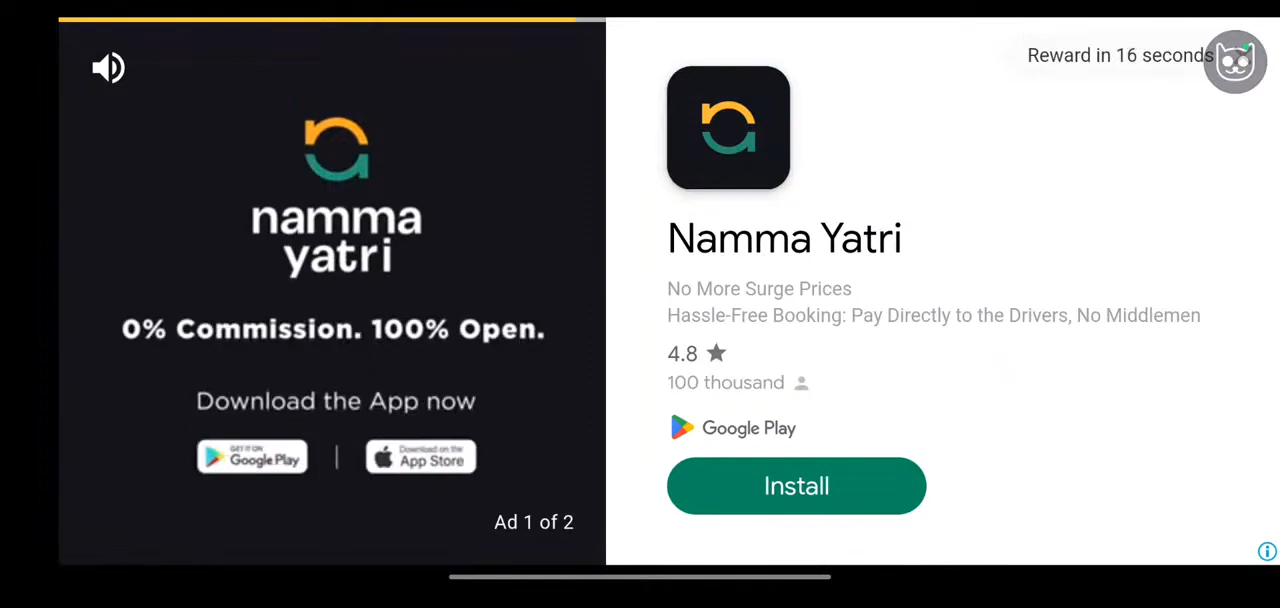 namma
yatri
0% Commission. 100% Open.
Download the App now
GET IT ON
Google Play
Download on the
App Store
Ad 1 of 2
Reward in 16 seconds
Namma Yatri
No More Surge Prices
Hassle-Free Booking: Pay Directly to the Drivers, No Middlemen
4.8
100 thousand
Google Play
Install